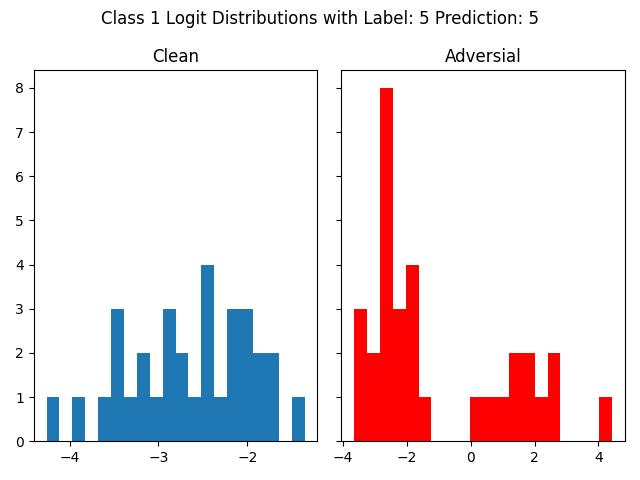 Class 1 Logit Distributions with Label: 5 Prediction: 5
Clean
Adversial
8
7
6
5
4
3
2
1
0
−4 −3 −2
−4 −2 0 2 4